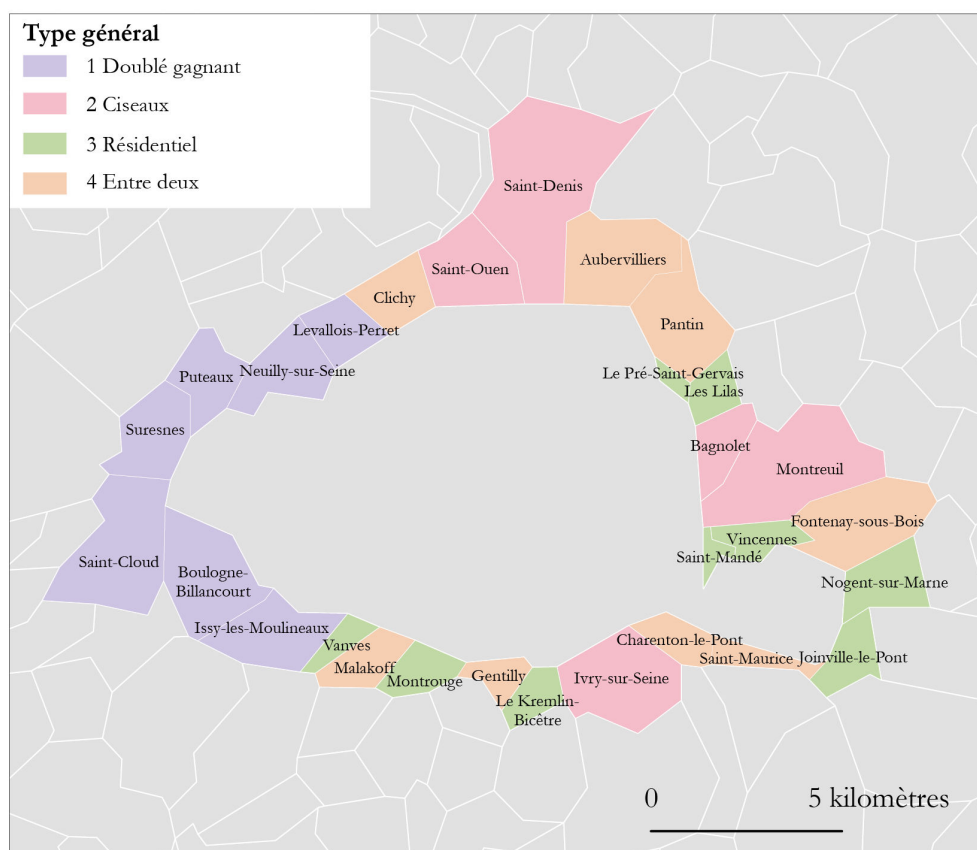 Type général
1 Doublé gagnant
2 Ciseaux
3 Résidentiel
4 Entre deux
Saint-Denis
Aubervilliers
Saint-Ouen
Clichy
Pantin
Levallois-Perret
Neuilly-sur-Seine
Puteaux
Le Pré-Saint-Gervais
Les Lilas
Suresnes
Bagnolet
Montreuil
Fontenay-sous-Bois
Vincennes
Saint-Mandé
Saint-Cloud
Boulogne-
Billancourt
Nogent-sur-Marne
Issy-les-Moulineaux
Vanves
Malakoff
Montrouge
Gentilly
Le Kremlin-
Bicêtre
Ivry-sur-Seine
Charenton-le-Pont
Saint-Maurice
Joinville-le-Pont
0 5 kilomètres